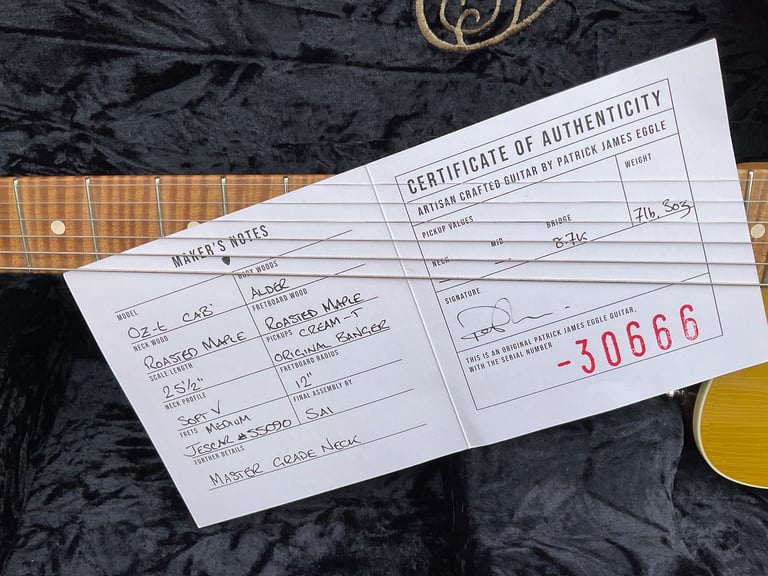 MAKER'S NOTES
MODEL
OZ-T CAB'
BODY WOODS
ALDER
NECK WOOD
ROASTED MAPLE
FRETBOARD WOOD
ROASTED MAPLE
SCALE LENGTH
25 1/2"
PICKUPS CREAM-T
ORIGINAL BANGER
NECK PROFILE
SOFT V
FRETBOARD RADIUS
12"
FRETS MEDIUM
JESCAR #55090
FINAL ASSEMBLY BY
SAI
FURTHER DETAILS
MASTER GRADE NECK
CERTIFICATE OF AUTHENTICITY
ARTISAN CRAFTED GUITAR BY PATRICK JAMES EGGLE
PICKUP VALUES
WEIGHT
7lb, 3oz
NECK
MID
—
BRIDGE
8.7K
SIGNATURE
THIS IS AN ORIGINAL PATRICK JAMES EGGLE GUITAR,
WITH THE SERIAL NUMBER
-30666